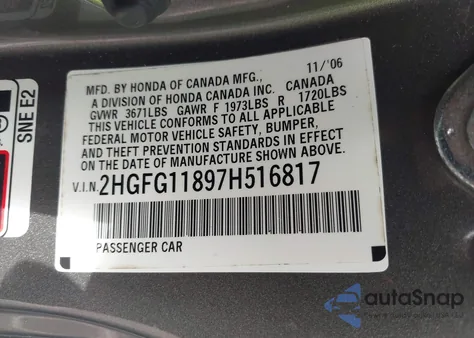 11/'06
MFD. BY HONDA OF CANADA MFG.,
A DIVISION OF HONDA CANADA INC. CANADA
GVWR 3671LBS GAWR F 1973LBS R 1720LBS
THIS VEHICLE CONFORMS TO ALL APPLICABLE
FEDERAL MOTOR VEHICLE SAFETY, BUMPER,
AND THEFT PREVENTION STANDARDS IN EFFECT
ON THE DATE OF MANUFACTURE SHOWN ABOVE.
V.I.N. 2HGFG11897H516817
PASSENGER CAR
SNE E2
autoSnap